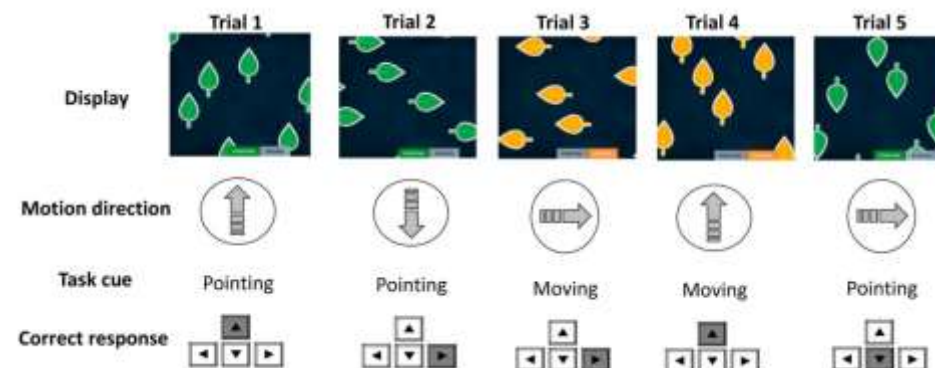 Trial 1 Trial 2 Trial 3 Trial 4 Trial 5
Display
Motion direction
Task cue Pointing Pointing Moving Moving Pointing
Correct response